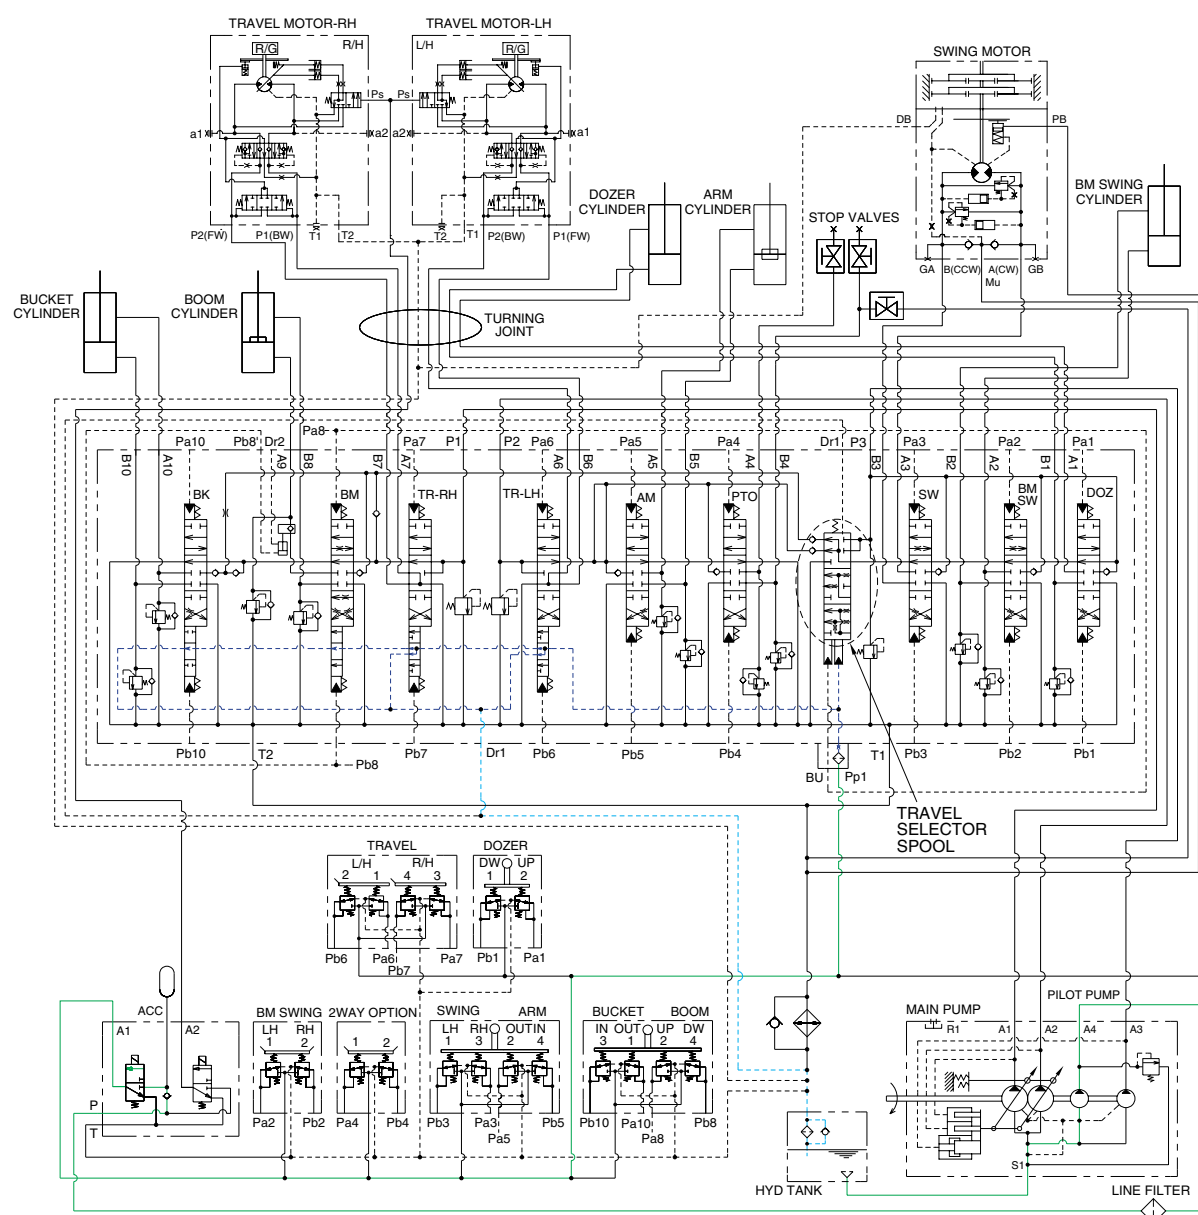 TRAVEL MOTOR-RH TRAVEL MOTOR-LH
R/G R/H L/H R/G
SWING MOTOR
Ps Ps
a1 a2 a2 a1
DB PB
P2(FW) P1(BW) T1 T2 T2 T1 P2(BW) P1(FW)
DOZER
CYLINDER
ARM
CYLINDER
STOP VALVES
BM SWING
CYLINDER
GA B(CCW) A(CW) GB
Mu
BUCKET
CYLINDER
BOOM
CYLINDER
TURNING
JOINT
Pa8
Pa10 Pb8' Dr2 Pa7 P1 P2 Pa6 Pa5 Pa4 Dr1 P3 Pa3 Pa2 Pa1
B10 A10 A9 B8 B7 A7 A6 B6 A5 B5 A4 B4 B3 A3 B2 A2 B1 A1
BK BM TR-RH TR-LH AM PTO SW BM
SW DOZ
Pb10 T2 Pb7 Dr1 Pb6 Pb5 Pb4 T1 Pb3 Pb2 Pb1
Pb8
BU Pp1
TRAVEL
SELECTOR
SPOOL
TRAVEL
L/H R/H
2 1 4 3
Pb6 Pa6 Pa7
Pb7
DOZER
DW UP
1 2
Pb1 Pa1
ACC
A1 A2
P
T
BM SWING
LH RH
1 2
Pa2 Pb2
2WAY OPTION
1 2
Pa4 Pb4
SWING ARM
LH RH OUT IN
1 3 2 4
Pb3 Pa3 Pb5
Pa5
BUCKET BOOM
IN OUT UP DW
3 1 2 4
Pb10 Pa10 Pb8
Pa8
HYD TANK
MAIN PUMP PILOT PUMP
R1 A1 A2 A4 A3
S1
LINE FILTER